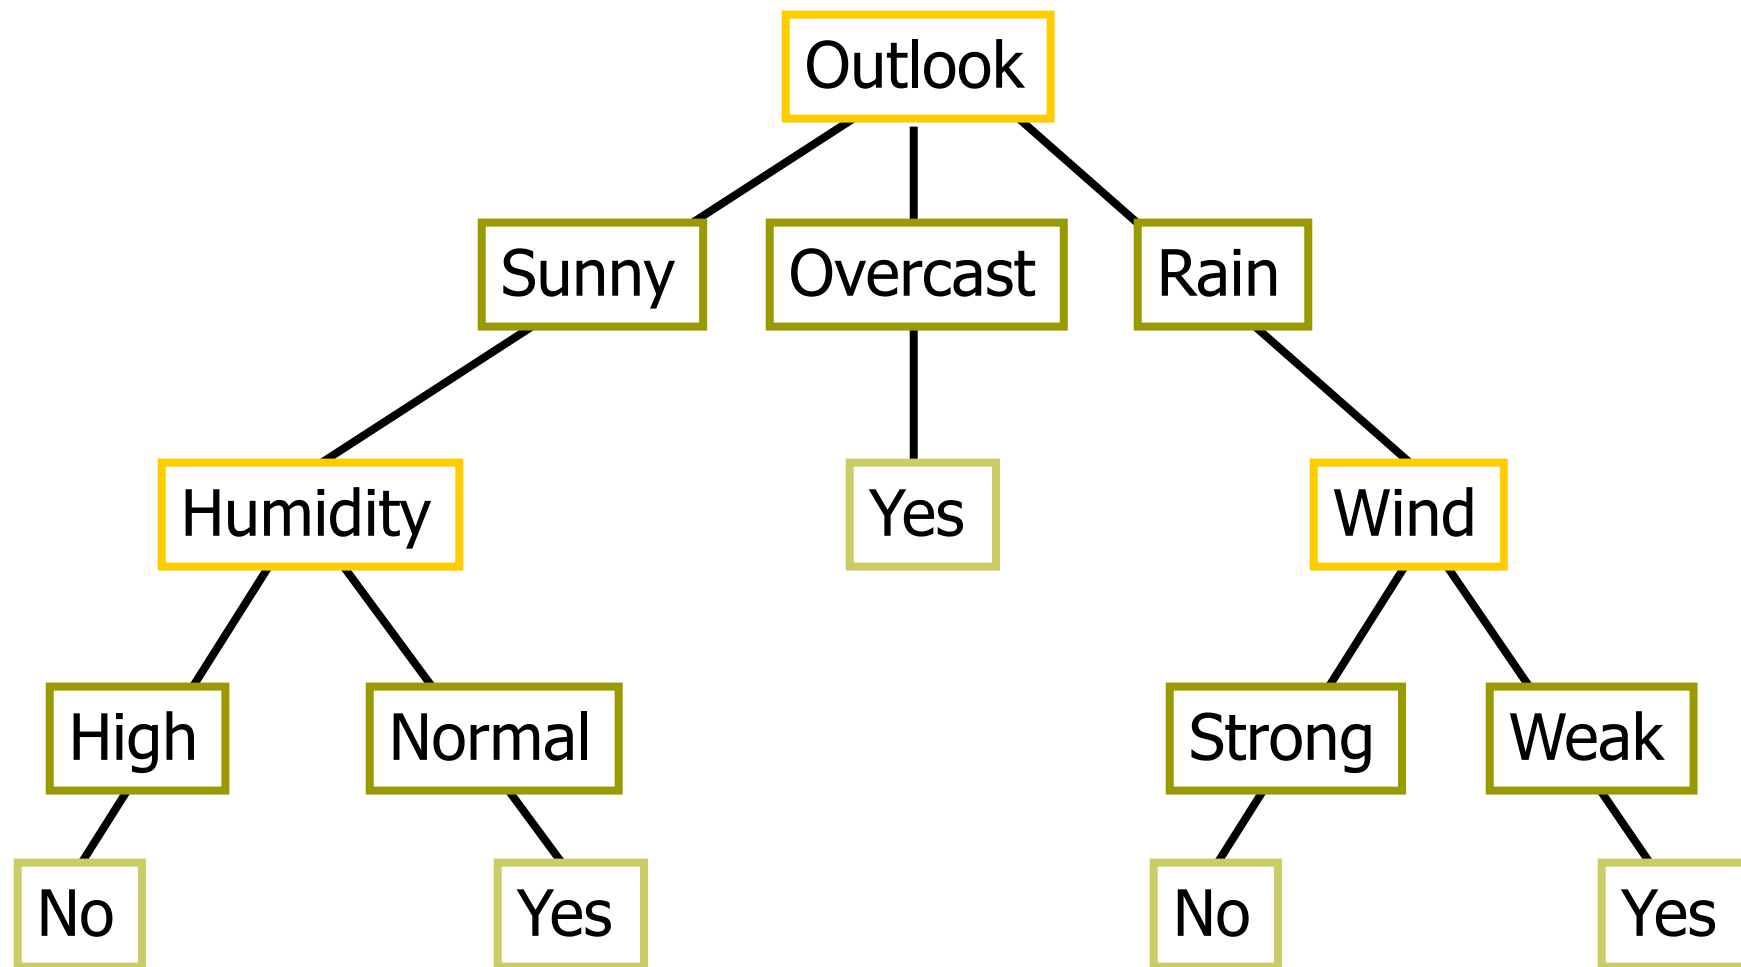 Outlook
Sunny
Overcast
Rain
Humidity
Yes
Wind
High
Normal
Strong
Weak
No
Yes
No
Yes